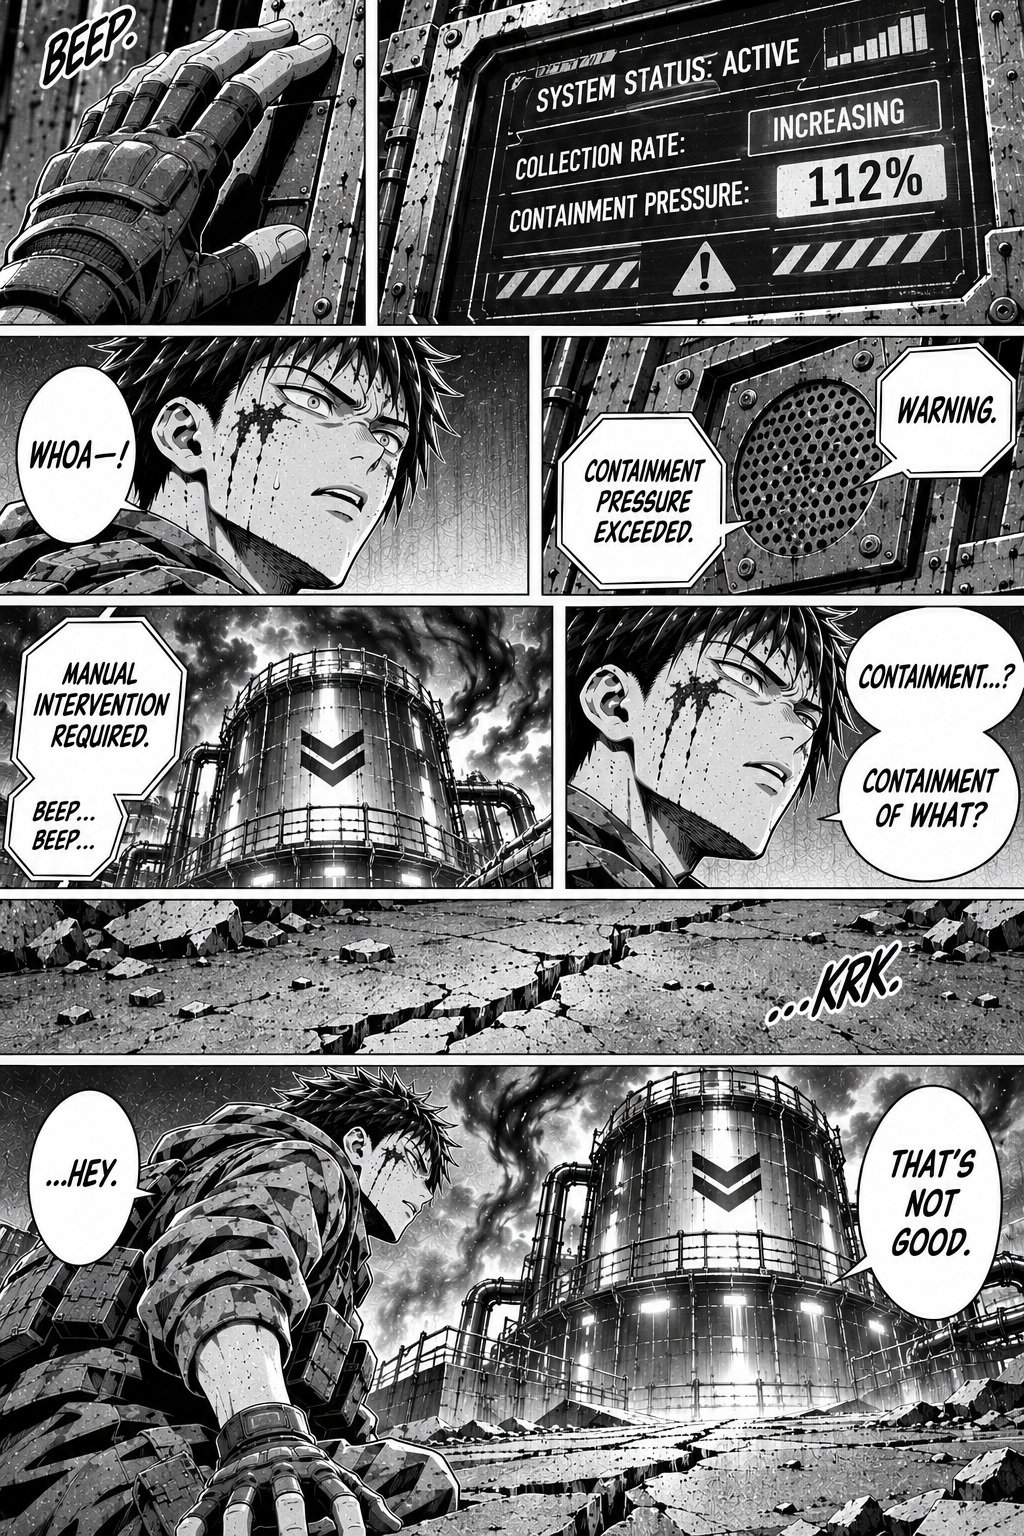 BEEP.
SYSTEM STATUS: ACTIVE
COLLECTION RATE:
INCREASING
CONTAINMENT PRESSURE:
112%
!
WHOA—!
WARNING.
CONTAINMENT
PRESSURE
EXCEEDED.
MANUAL
INTERVENTION
REQUIRED.
BEEP...
BEEP...
CONTAINMENT...?
CONTAINMENT
OF WHAT?
...KRK.
...HEY.
THAT'S
NOT
GOOD.